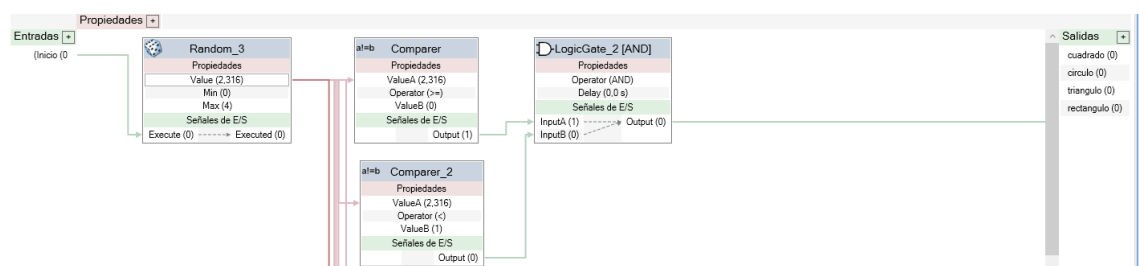 Propiedades +
Entradas +
(Inicio (0
Random_3
Propiedades
Value (2,316)
Min (0)
Max (4)
Señales de E/S
Execute (0) Executed (0)
a!=b Comparer
Propiedades
ValueA (2,316)
Operator (>=)
ValueB (0)
Señales de E/S
Output (1)
a!=b Comparer_2
Propiedades
ValueA (2,316)
Operator (<)
ValueB (1)
Señales de E/S
Output (0)
LogicGate_2 [AND]
Propiedades
Operator (AND)
Delay (0,0 s)
Señales de E/S
InputA (1) Output (0)
InputB (0)
Salidas +
cuadrado (0)
circulo (0)
triangulo (0)
rectangulo (0)